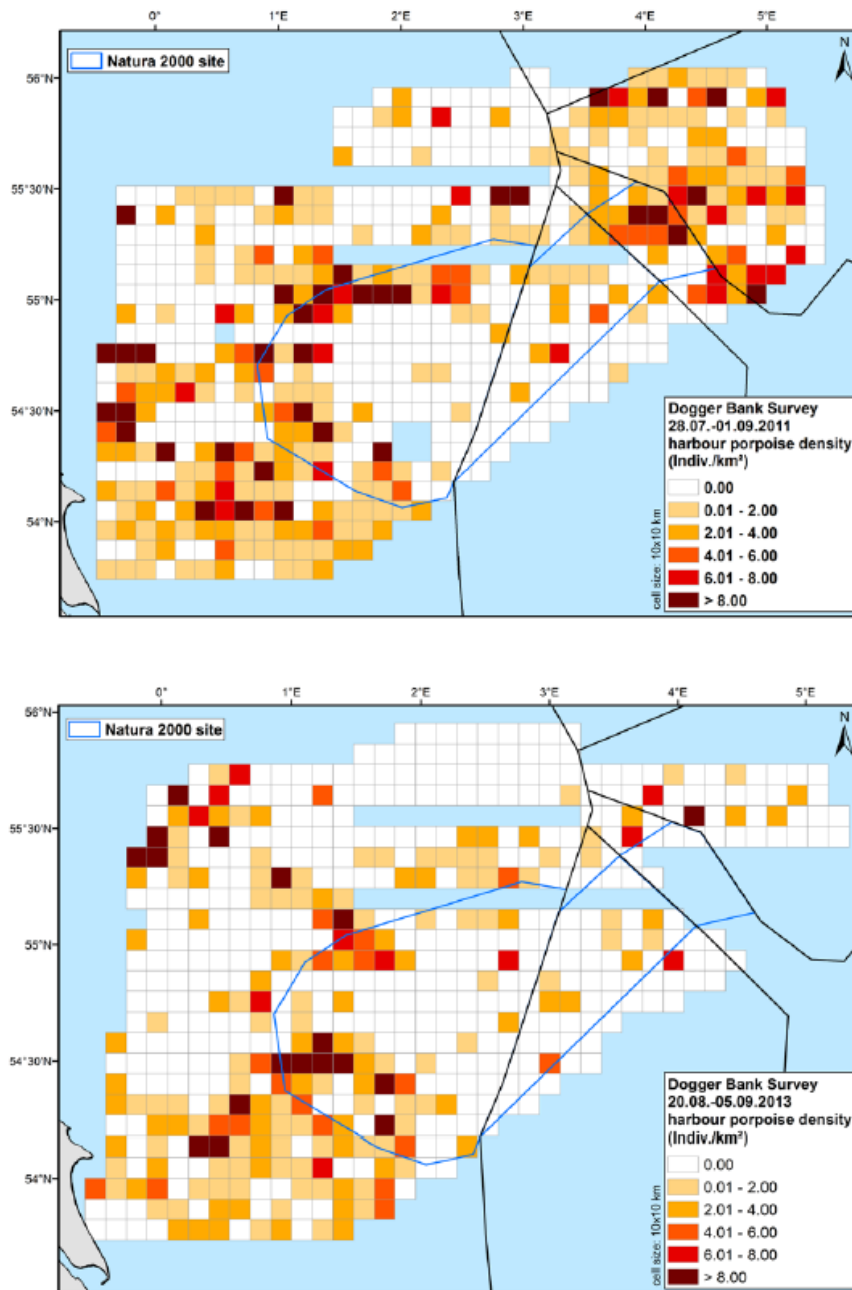 0° 1°E 2°E 3°E 4°E 5°E
Natura 2000 site
N
56°N
55°30'N
55°N
54°30'N
54°N
Dogger Bank Survey
28.07.-01.09.2011
harbour porpoise density
(Indiv./km²)
0.00
0.01 - 2.00
2.01 - 4.00
4.01 - 6.00
6.01 - 8.00
> 8.00
cell size: 10x10 km
0° 1°E 2°E 3°E 4°E 5°E
56°N
Natura 2000 site
N
55°30'N
55°N
54°30'N
54°N
Dogger Bank Survey
20.08.-05.09.2013
harbour porpoise density
(Indiv./km²)
0.00
0.01 - 2.00
2.01 - 4.00
4.01 - 6.00
6.01 - 8.00
> 8.00
cell size: 10x10 km